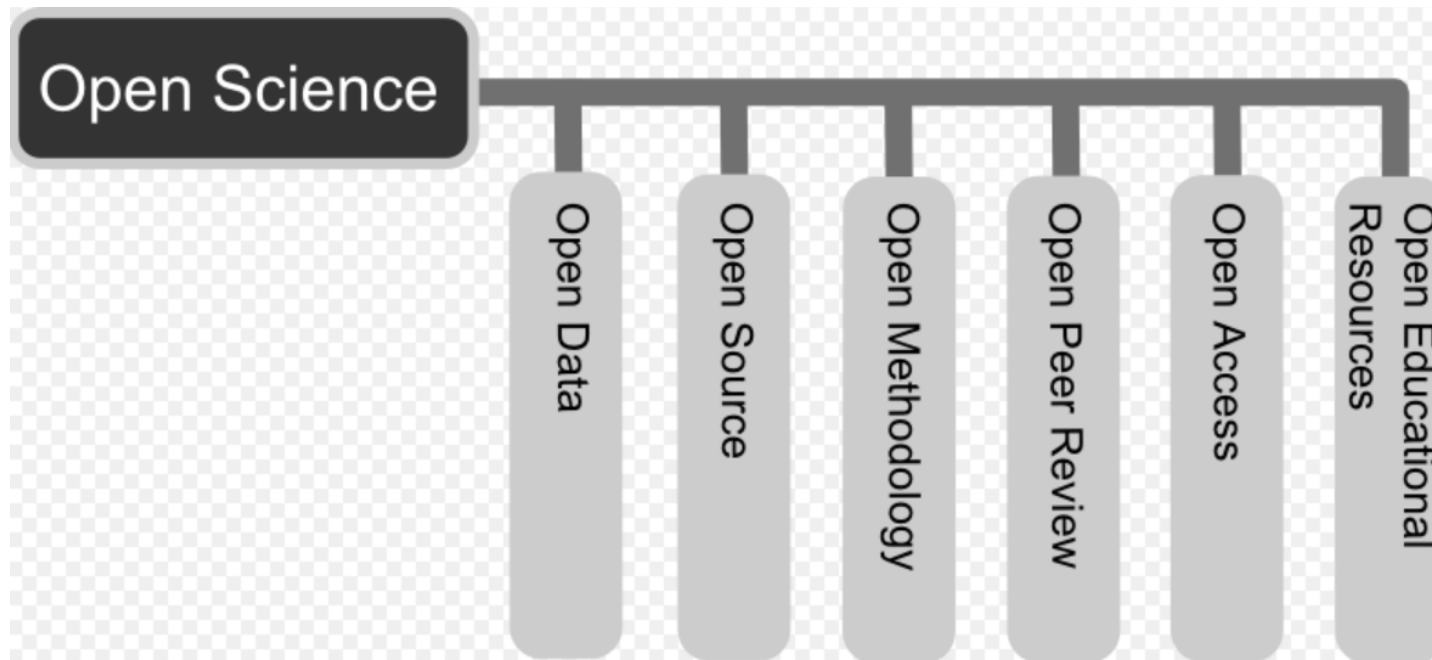 Open Science
Open Data
Open Source
Open Methodology
Open Peer Review
Open Access
Open Educational
Resources